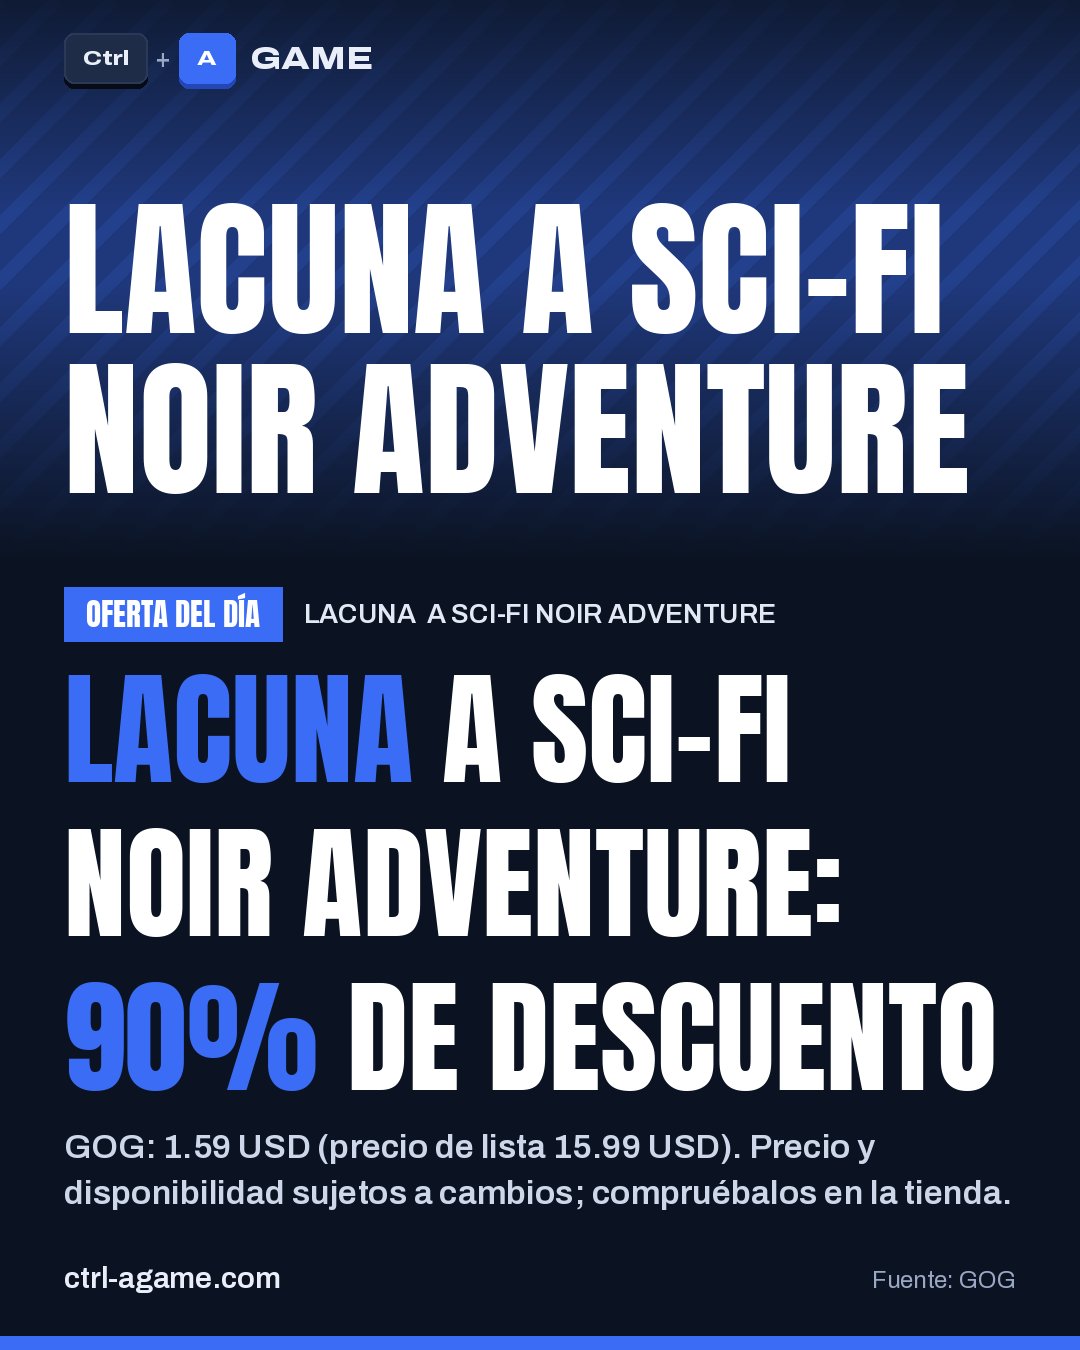 Ctrl + A GAME
LACUNA A SCI-FI
NOIR ADVENTURE
OFERTA DEL DÍA LACUNA A SCI-FI NOIR ADVENTURE
LACUNA A SCI-FI
NOIR ADVENTURE:
90% DE DESCUENTO
GOG: 1.59 USD (precio de lista 15.99 USD). Precio y
disponibilidad sujetos a cambios; compruébalos en la tienda.
ctrl-agame.com Fuente: GOG